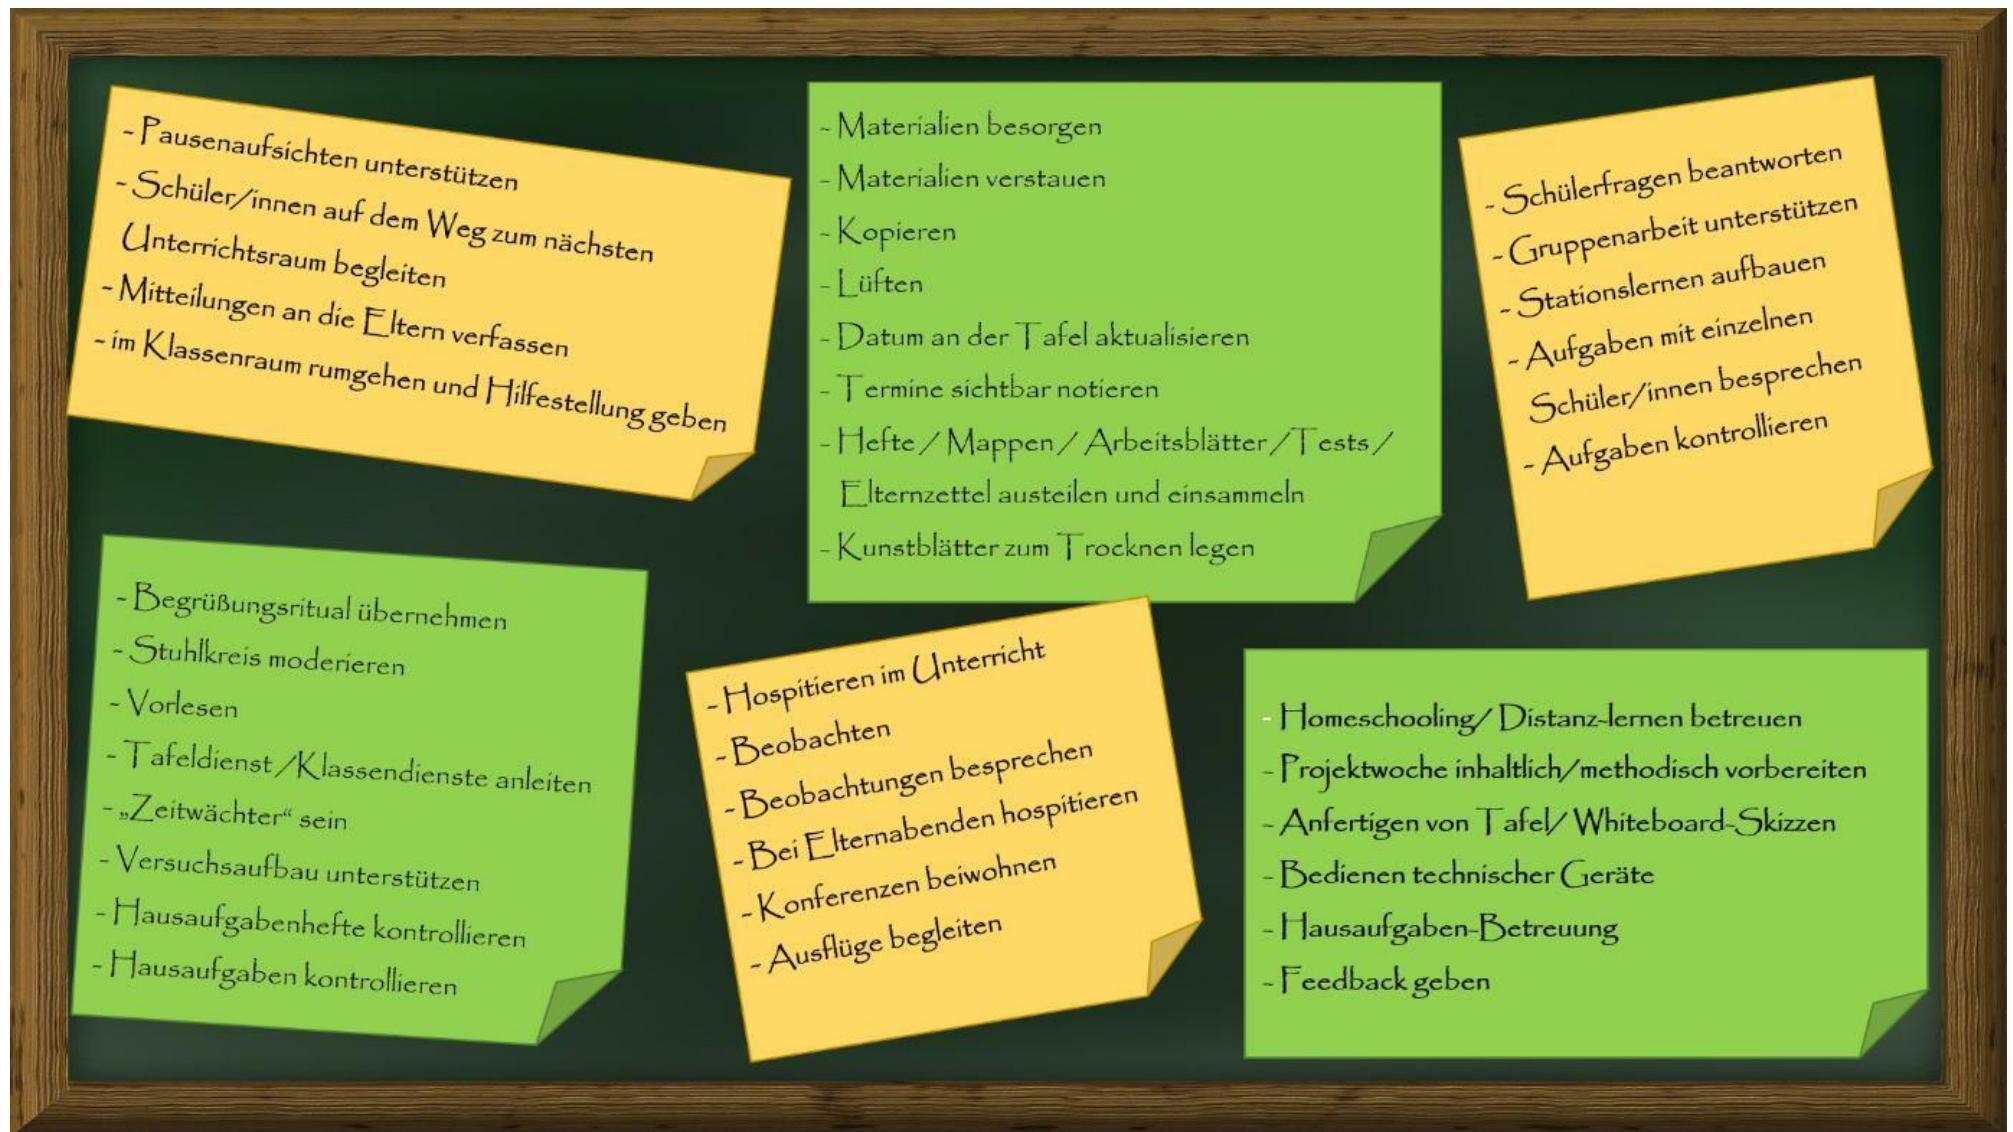 - Pausenaufsichten unterstützen
- Schüler/innen auf dem Weg zum nächsten
Unterrichtsraum begleiten
- Mitteilungen an die Eltern verfassen
- im Klassenraum rumgehen und Hilfestellung geben
- Materialien besorgen
- Materialien verstauen
- Kopieren
- Lüften
- Datum an der Tafel aktualisieren
- Termine sichtbar notieren
- Hefte / Mappen / Arbeitsblätter / Tests /
Elternzettel austeilen und einsammeln
- Kunstblätter zum Trocknen legen
- Schülerfragen beantworten
- Gruppenarbeit unterstützen
- Stationslernen aufbauen
- Aufgaben mit einzelnen
Schüler/innen besprechen
- Aufgaben kontrollieren
- Begrüßungsritual übernehmen
- Stuhlkreis moderieren
- Vorlesen
- Tafeldienst /Klassendienste anleiten
- „Zeitwächter“ sein
- Versuchsaufbau unterstützen
- Hausaufgabenhefte kontrollieren
- Hausaufgaben kontrollieren
- Hospitieren im Unterricht
- Beobachten
- Beobachtungen besprechen
- Bei Elternabenden hospitieren
- Konferenzen beiwohnen
- Ausflüge begleiten
- Homeschooling/ Distanz-lernen betreuen
- Projektwoche inhaltlich/methodisch vorbereiten
- Anfertigen von Tafel/ Whiteboard-Skizzen
- Bedienen technischer Geräte
- Hausaufgaben-Betreuung
- Feedback geben